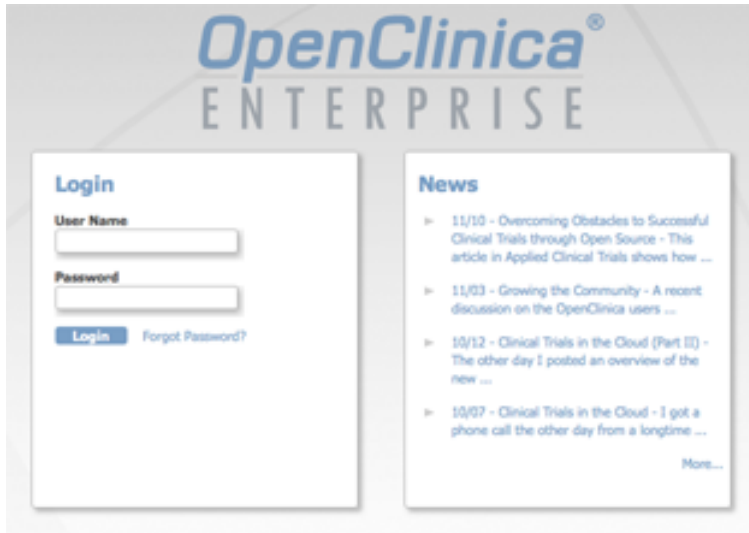 OpenClinica®
ENTERPRISE
Login
User Name
Password
Login Forgot Password?
News
11/10 - Overcoming Obstacles to Successful
Clinical Trials through Open Source - This
article in Applied Clinical Trials shows how ...
11/03 - Growing the Community - A recent
discussion on the OpenClinica users ...
10/12 - Clinical Trials in the Cloud (Part II) -
The other day I posted an overview of the
new ...
10/07 - Clinical Trials in the Cloud - I got a
phone call the other day from a longtime ...
More...